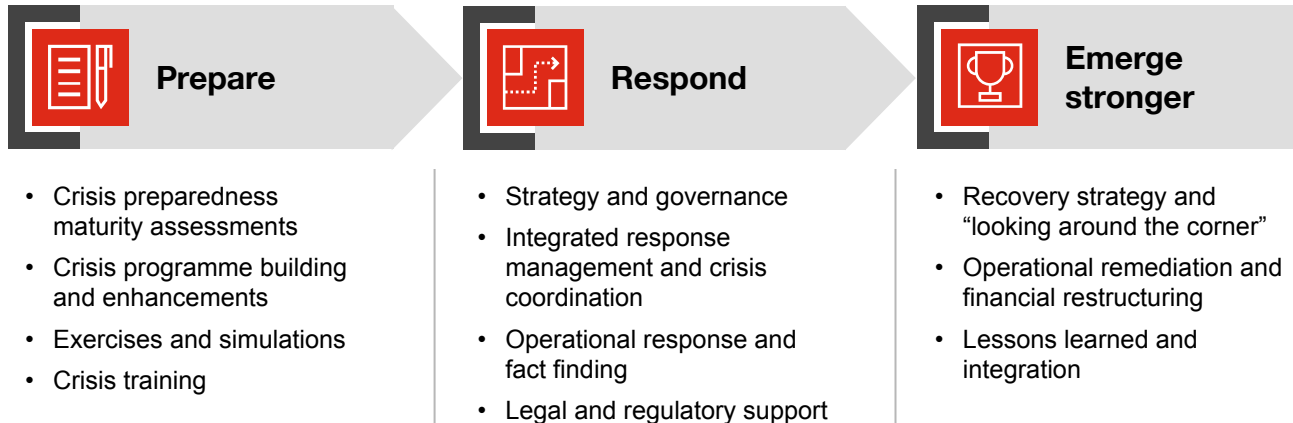 Prepare
• Crisis preparedness
maturity assessments
• Crisis programme building
and enhancements
• Exercises and simulations
• Crisis training
Respond
• Strategy and governance
• Integrated response
management and crisis
coordination
• Operational response and
fact finding
• Legal and regulatory support
Emerge
stronger
• Recovery strategy and
“looking around the corner”
• Operational remediation and
financial restructuring
• Lessons learned and
integration